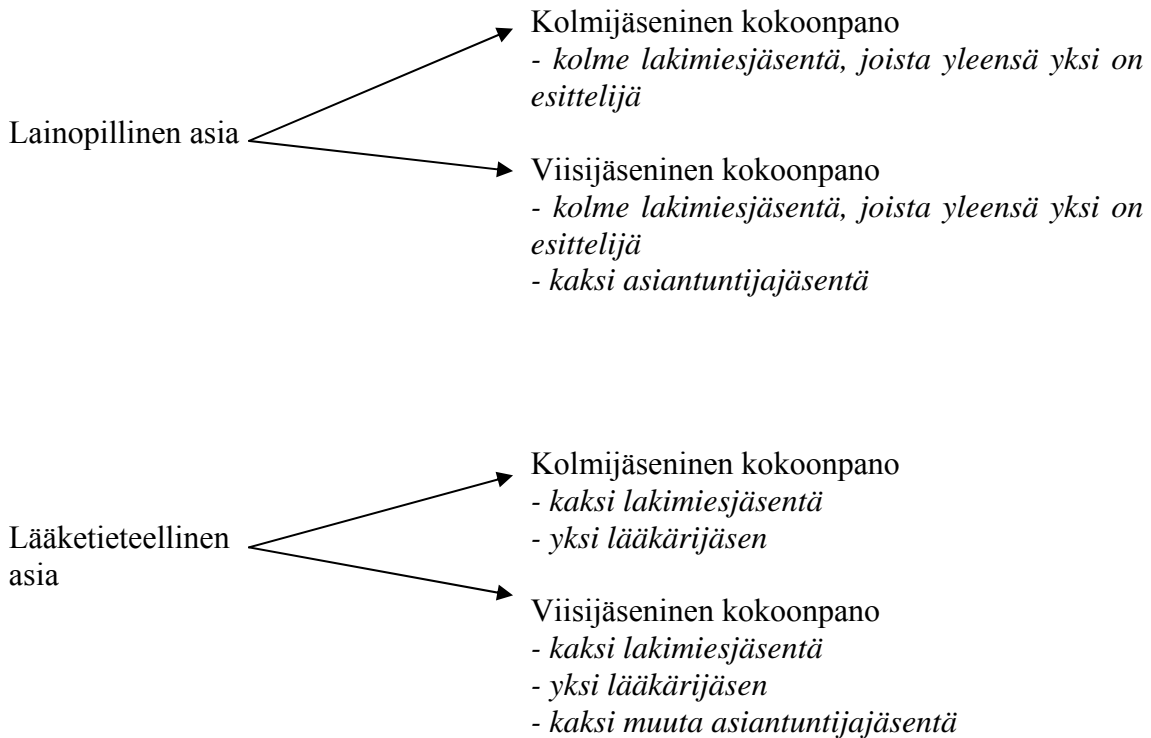 Kolmijäseninen kokoonpano
- kolme lakimiesjäsentä, joista yleensä yksi on
esittelijä
Lainopillinen asia
Viisijäseninen kokoonpano
- kolme lakimiesjäsentä, joista yleensä yksi on
esittelijä
- kaksi asiantuntijajäsentä
Kolmijäseninen kokoonpano
- kaksi lakimiesjäsentä
- yksi lääkärijäsen
Lääketieteellinen
asia
Viisijäseninen kokoonpano
- kaksi lakimiesjäsentä
- yksi lääkärijäsen
- kaksi muuta asiantuntijajäsentä